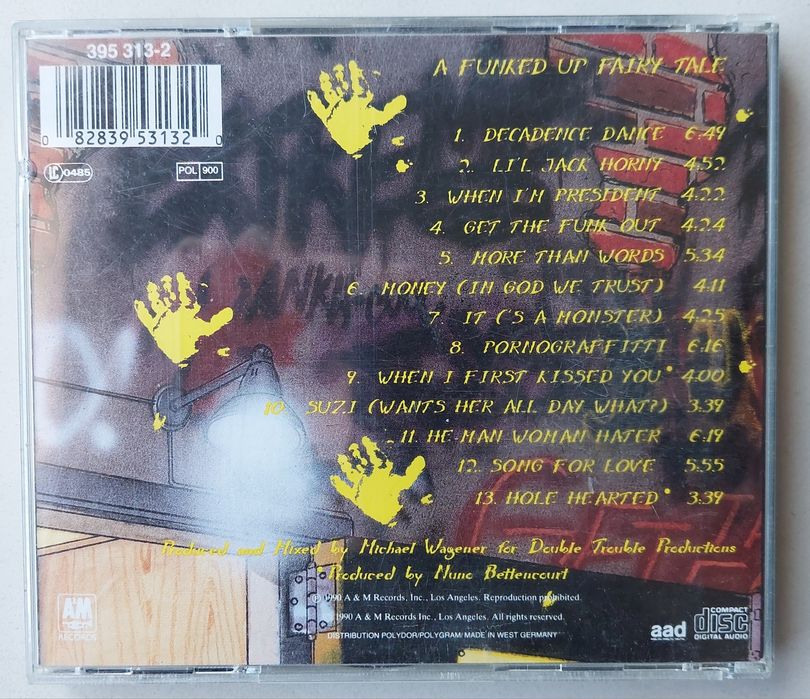 395 313-2
0 82839 53132 0
LC 0485
POL 900
A FUNKED UP FAIRY TALE
1. DECADENCE DANCE 6:49
2. LI'L JACK HORNY 4:52
3. WHEN I'M PRESIDENT 4:22
4. GET THE FUNK OUT 4:24
5. MORE THAN WORDS 5:34
6. MONEY (IN GOD WE TRUST) 4:11
7. IT ('S A MONSTER) 4:25
8. PORNOGRAFFITTI 6:16
9. WHEN I FIRST KISSED YOU* 4:00
10. SUZI (WANTS HER ALL DAY WHAT?) 3:39
11. HE-MAN WOMAN HATER 6:19
12. SONG FOR LOVE 5:55
13. HOLE HEARTED* 3:39
Produced and Mixed by Michael Wagener for Double Trouble Productions
*Produced by Nuno Bettencourt
℗ 1990 A & M Records, Inc., Los Angeles. Reproduction prohibited.
1990 A & M Records, Inc., Los Angeles. All rights reserved.
DISTRIBUTION POLYDOR/POLYGRAM/MADE IN WEST GERMANY
A&M
RECORDS
aad
COMPACT
disc
DIGITAL AUDIO